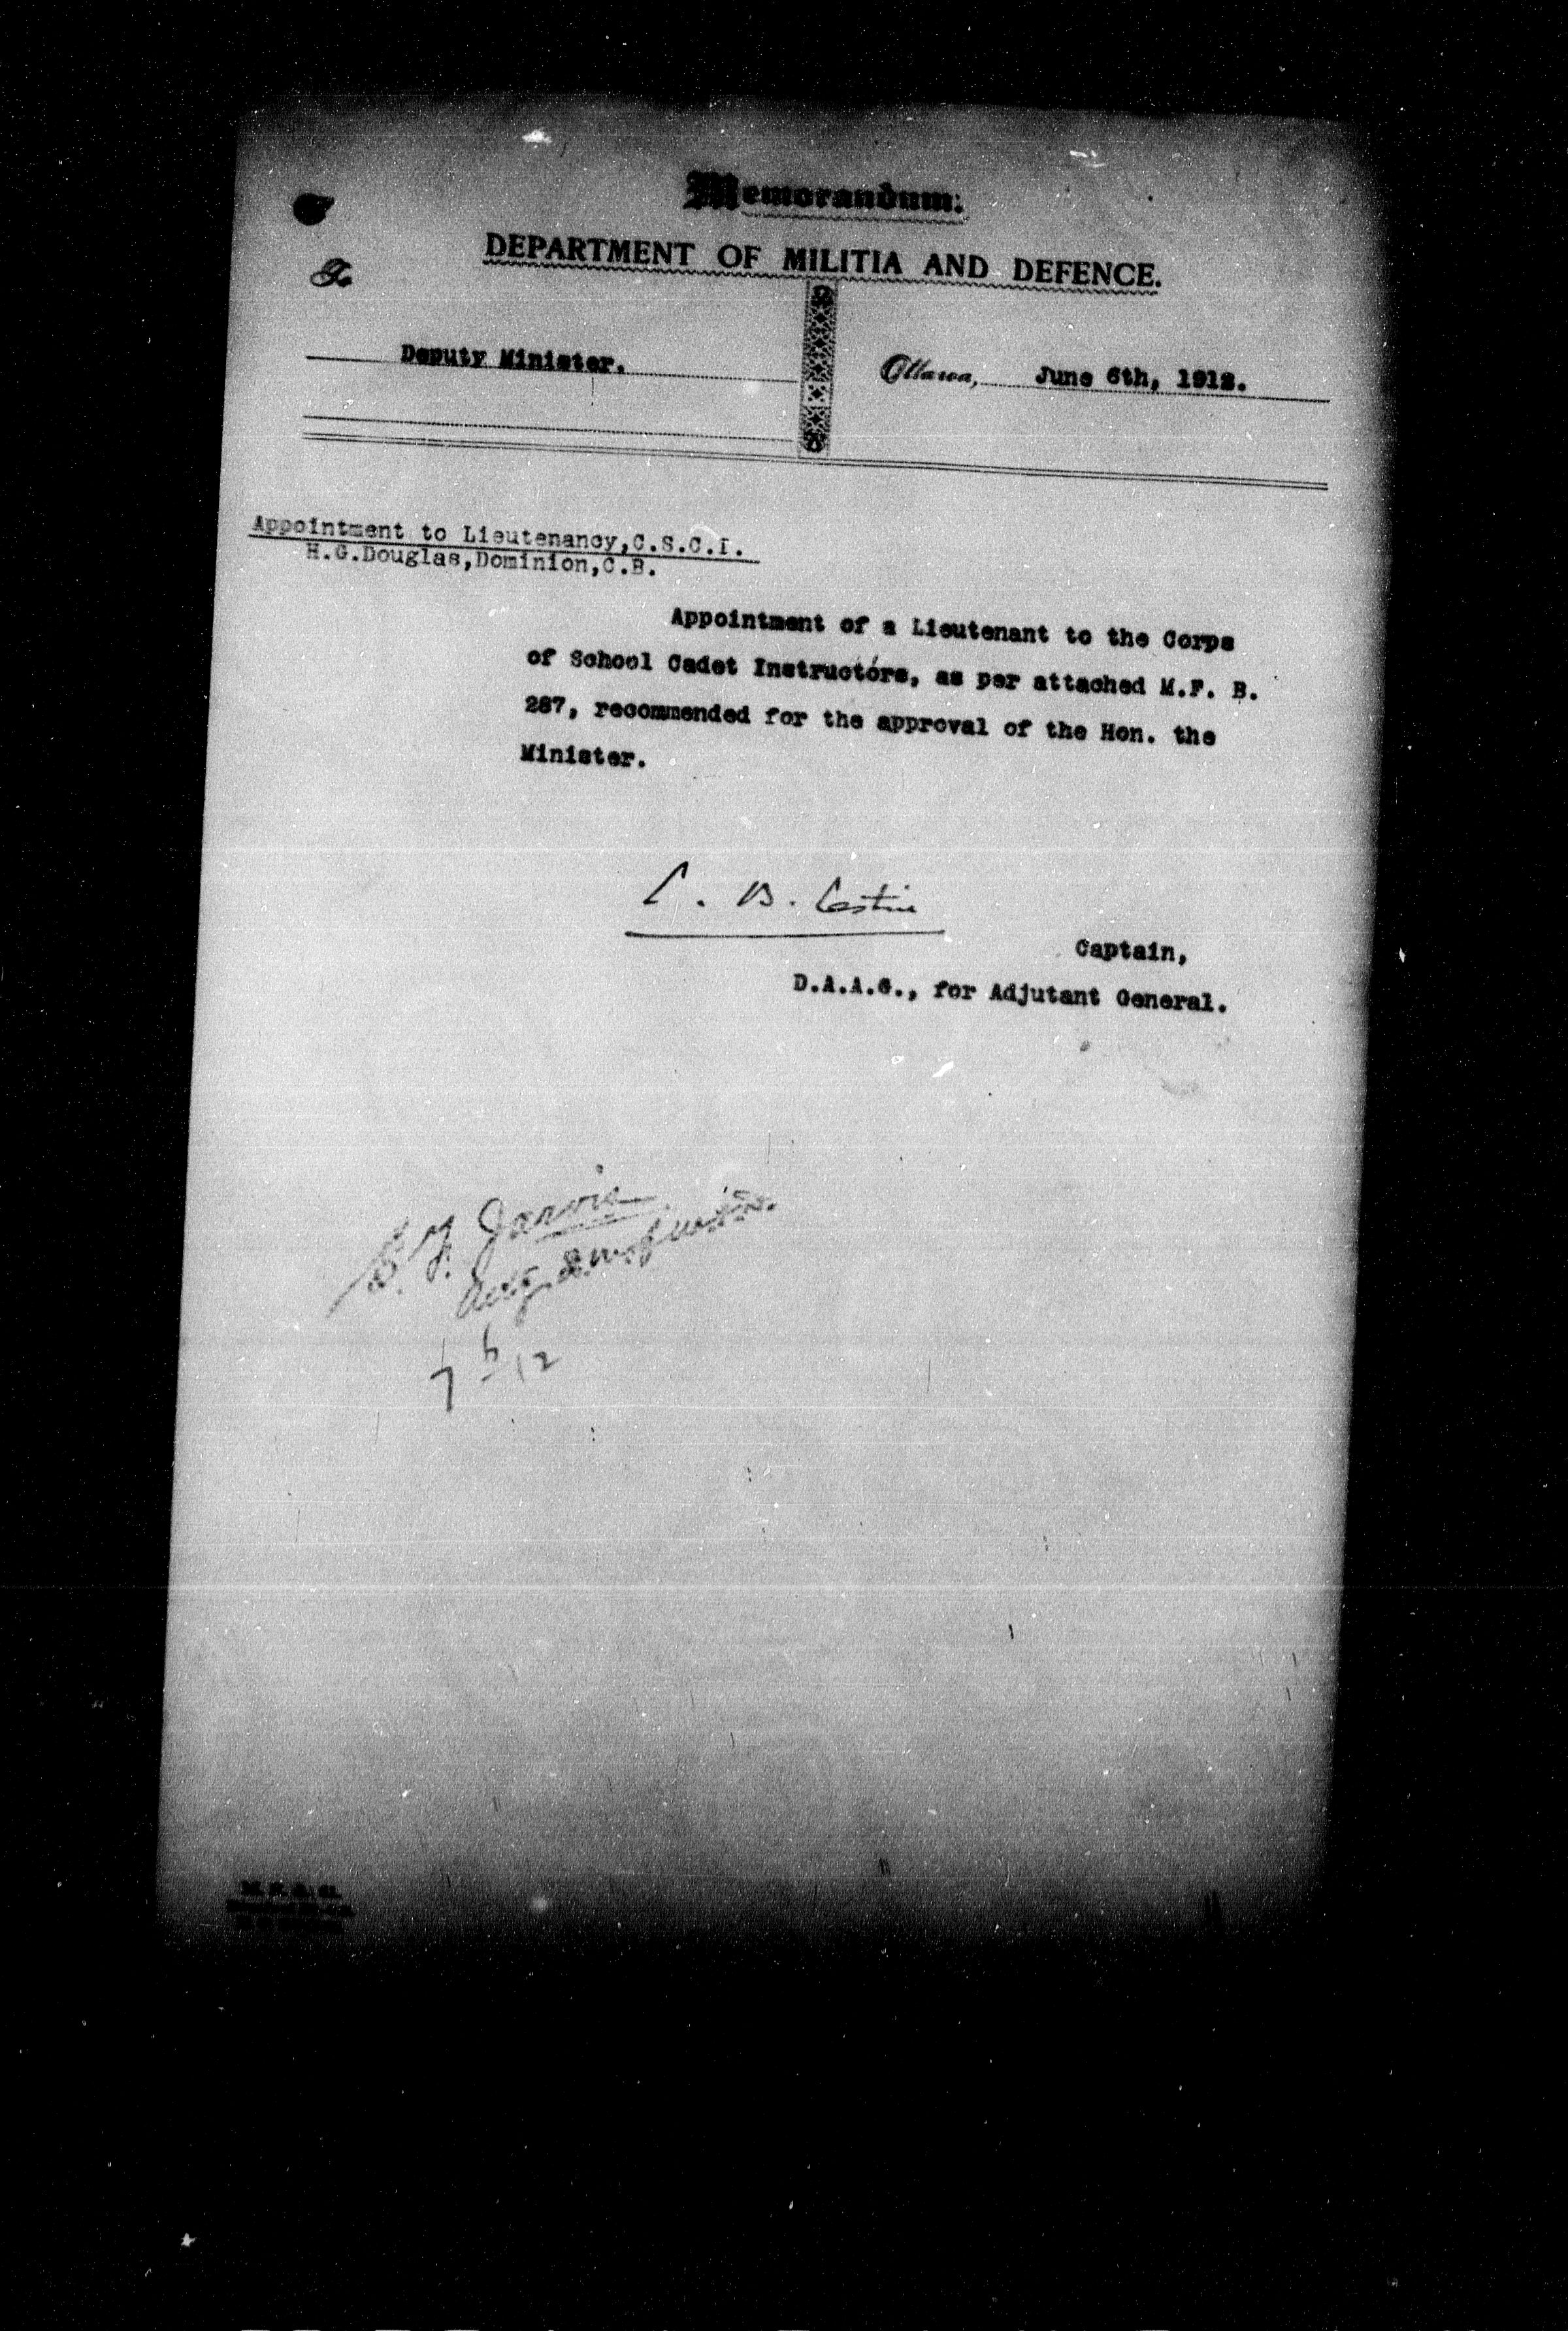 Memorandum.
DEPARTMENT OF MILITIA AND DEFENCE.
To
Deputy Minister.
Ottawa, June 6th, 1912.
Appointment to Lieutenancy,C.S.C.I.
H.G.Douglas,Dominion,C.B.
Appointment of a Lieutenant to the Corps
of School Cadet Instructors, as per attached M.F. B.
287, recommended for the approval of the Hon. the
Minister.
C. B.
Captain,
D.A.A.G., for Adjutant General.
Jarvis
7 6 12